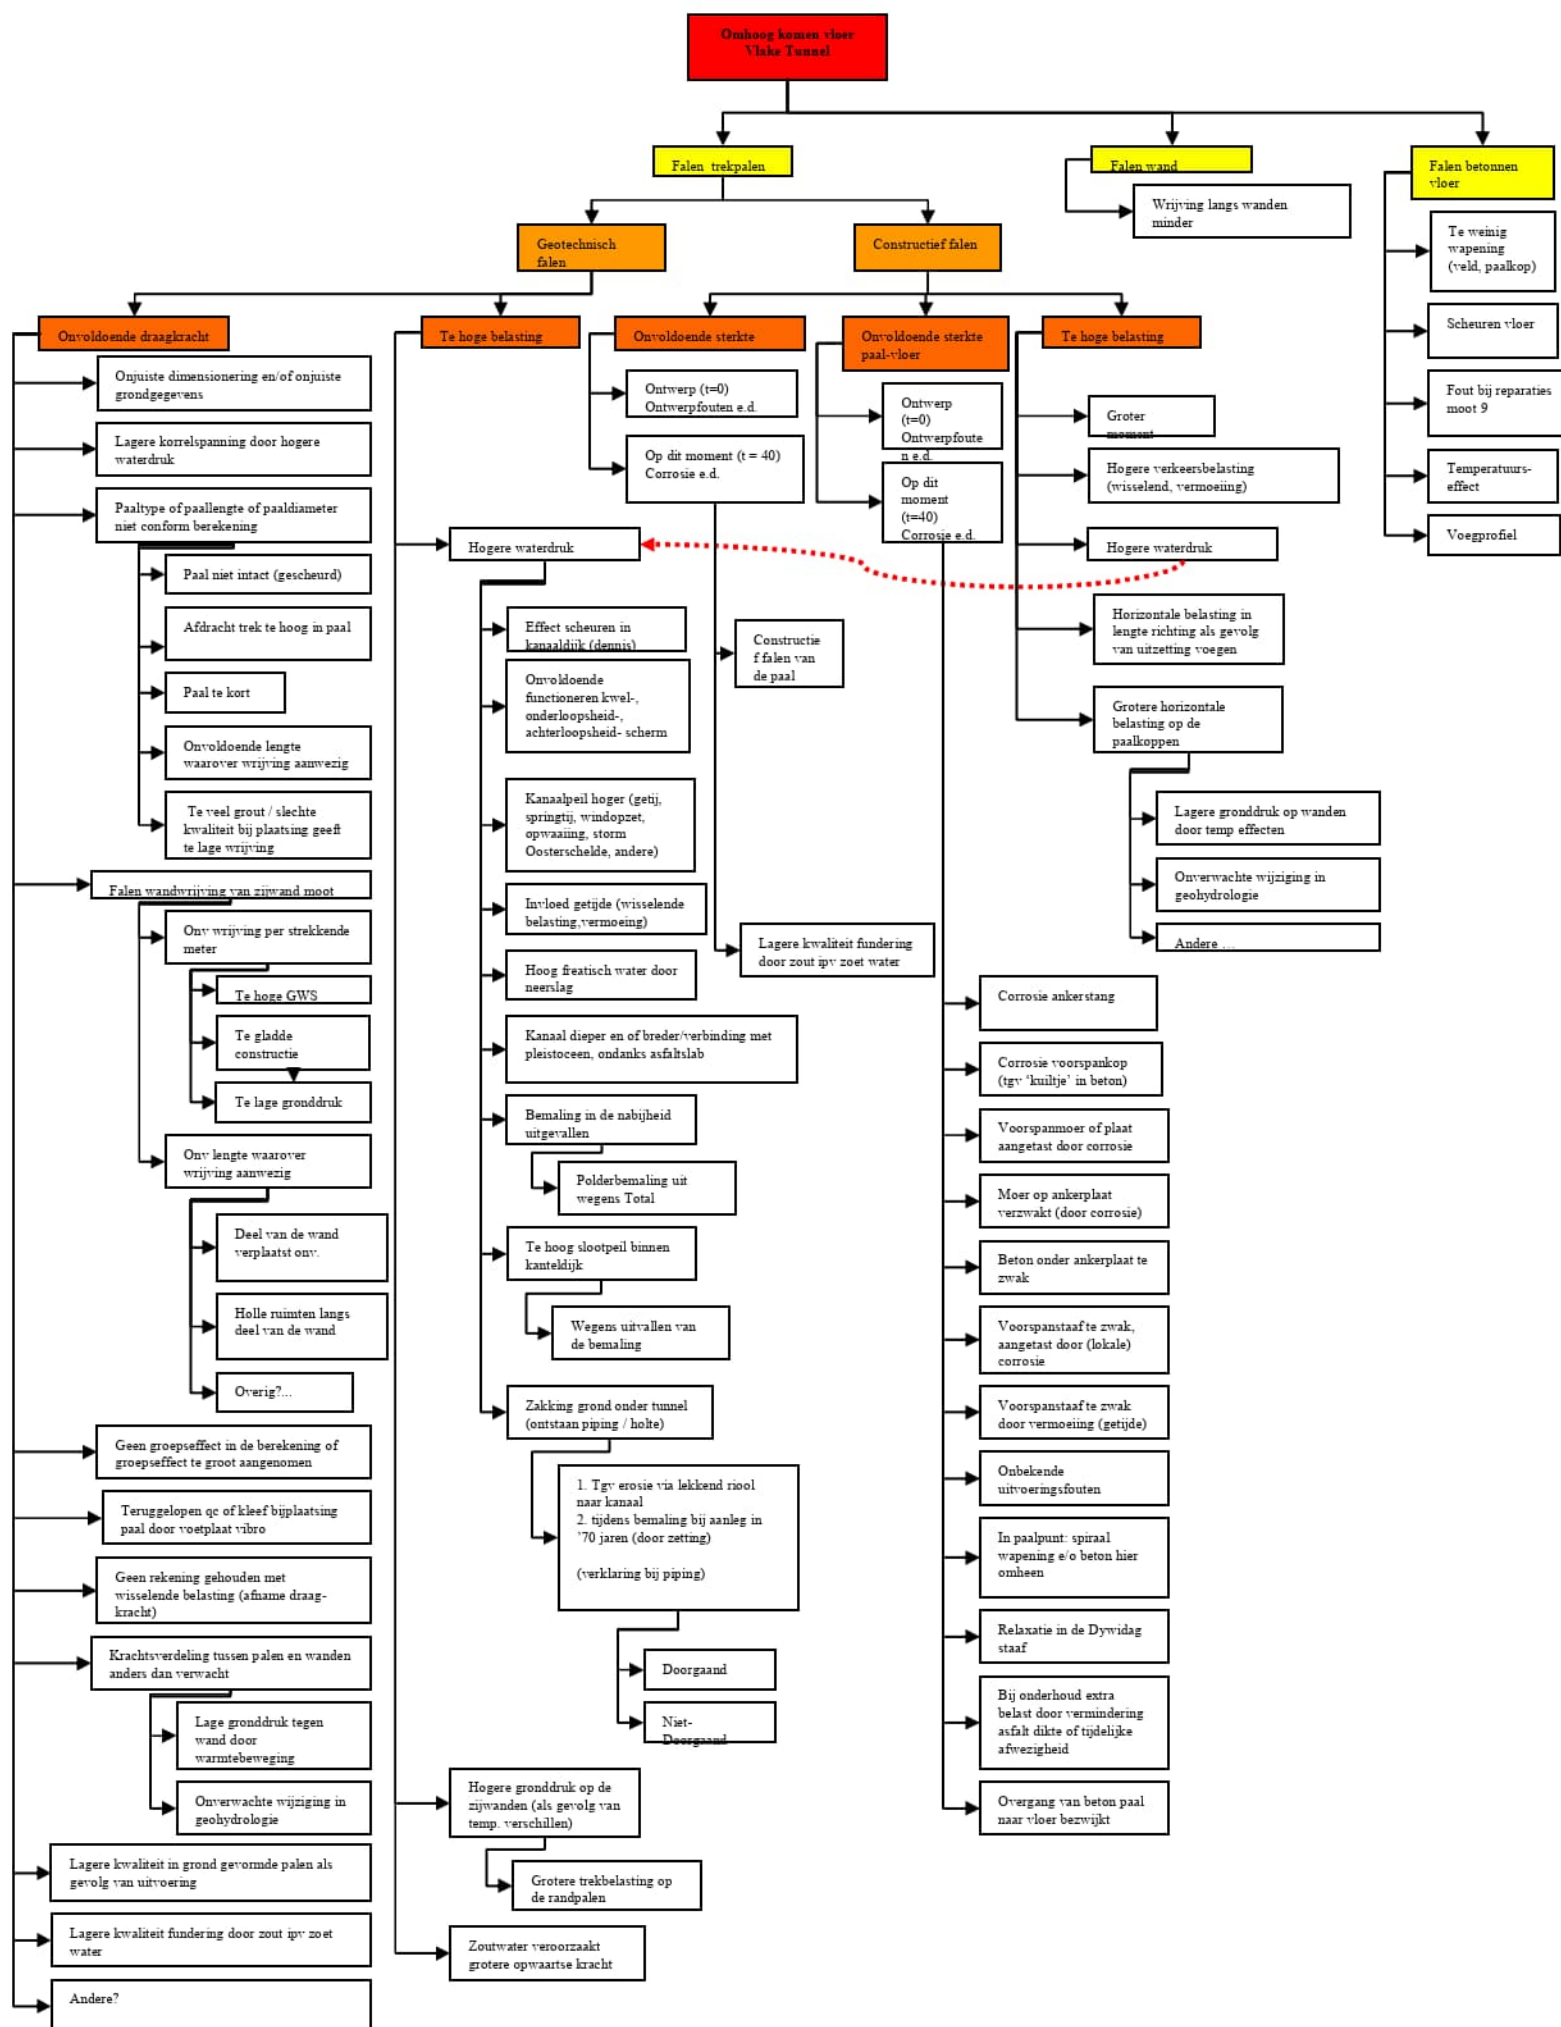 Omhoog komen vloer
Vlake Tunnel
Falen trekpalen
Falen wand
Falen betonnen
vloer
Wrijving langs wanden
minder
Geotechnisch
falen
Constructief falen
Te weinig
wapening
(veld, paalkop)
Scheuren vloer
Fout bij reparaties
moot 9
Temperatuurs-
effect
Voegprofiel
Onvoldoende draagkracht
Te hoge belasting
Onvoldoende sterkte
Onvoldoende sterkte
paal-vloer
Te hoge belasting
Onjuiste dimensionering en/of onjuiste
grondgegevens
Lagere korrelspanning door hogere
waterdruk
Paaltype of paallengte of paaldiameter
niet conform berekening
Paal niet intact (gescheurd)
Afdracht trek te hoog in paal
Paal te kort
Onvoldoende lengte
waarover wrijving aanwezig
Te veel grout / slechte
kwaliteit bij plaatsing geeft
te lage wrijving
Falen wandwrijving van zijwand moot
Onv wrijving per strekkende
meter
Te hoge GWS
Te gladde
constructie
Te lage gronddruk
Onv lengte waarover
wrijving aanwezig
Deel van de wand
verplaatst onv.
Holle ruimten langs
deel van de wand
Overig?...
Geen groepseffect in de berekening of
groepseffect te groot aangenomen
Teruggelopen qc of kleef bijplaatsing
paal door voetplaat vibro
Geen rekening gehouden met
wisselende belasting (afname draag-
kracht)
Krachtsverdeling tussen palen en wanden
anders dan verwacht
Lage gronddruk tegen
wand door
warmtebeweging
Onverwachte wijziging in
geohydrologie
Lagere kwaliteit in grond gevormde palen als
gevolg van uitvoering
Lagere kwaliteit fundering door zout ipv zoet
water
Andere?
Hogere waterdruk
Effect scheuren in
kanaaldijk (dennis)
Onvoldoende
functioneren kwel-,
onderloopsheid-,
achterloopsheid- scherm
Kanaalpeil hoger (getij,
springtij, windopzet,
opwaaiing, storm
Oosterschelde, andere)
Invloed getijde (wisselende
belasting,vermoeing)
Hoog freatisch water door
neerslag
Kanaal dieper en of breder/verbinding met
pleistoceen, ondanks asfaltslab
Bemaling in de nabijheid
uitgevallen
Polderbemaling uit
wegens Total
Te hoog slootpeil binnen
kanteldijk
Wegens uitvallen van
de bemaling
Zakking grond onder tunnel
(ontstaan piping / holte)
1. Tgv erosie via lekkend riool
naar kanaal
2. tijdens bemaling bij aanleg in
’70 jaren (door zetting)
(verklaring bij piping)
Doorgaand
Niet-
Doorgaand
Hogere gronddruk op de
zijwanden (als gevolg van
temp. verschillen)
Grotere trekbelasting op
de randpalen
Zoutwater veroorzaakt
grotere opwaartse kracht
Ontwerp (t=0)
Ontwerpfouten e.d.
Op dit moment (t = 40)
Corrosie e.d.
Constructie
f falen van
de paal
Lagere kwaliteit fundering
door zout ipv zoet water
Ontwerp
(t=0)
Ontwerpfoute
n e.d.
Op dit
moment
(t=40)
Corrosie e.d.
Corrosie ankerstang
Corrosie voorspankop
(tgv ‘kuiltje’ in beton)
Voorspanmoer of plaat
aangetast door corrosie
Moer op ankerplaat
verzwakt (door corrosie)
Beton onder ankerplaat te
zwak
Voorspanstaaf te zwak,
aangetast door (lokale)
corrosie
Voorspanstaaf te zwak
door vermoeiing (getijde)
Onbekende
uitvoeringsfouten
In paalpunt: spiraal
wapening e/o beton hier
omheen
Relaxatie in de Dywidag
staaf
Bij onderhoud extra
belast door vermindering
asfalt dikte of tijdelijke
afwezigheid
Overgang van beton paal
naar vloer bezwijkt
Groter
moment
Hogere verkeersbelasting
(wisselend, vermoeiing)
Hogere waterdruk
Horizontale belasting in
lengte richting als gevolg
van uitzetting voegen
Grotere horizontale
belasting op de
paalkoppen
Lagere gronddruk op wanden
door temp effecten
Onverwachte wijziging in
geohydrologie
Andere …